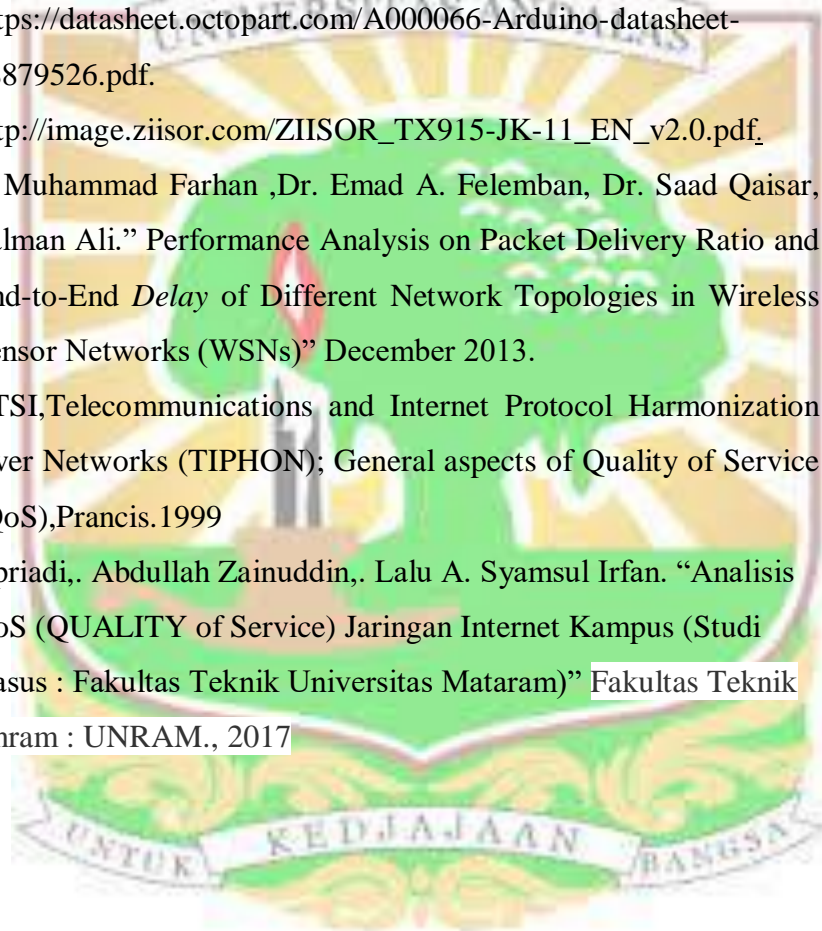 tps://datasheet.octopart.com/A000066-Arduino-datasheet-
879526.pdf.
tp://image.ziisor.com/ZIISOR_TX915-JK-11_EN_v2.0.pdf.
Muhammad Farhan ,Dr. Emad A. Felemban, Dr. Saad Qaisar,
alman Ali.” Performance Analysis on Packet Delivery Ratio and
nd-to-End Delay of Different Network Topologies in Wireless
ensor Networks (WSNs)” December 2013.
TSI,Telecommunications and Internet Protocol Harmonization
ver Networks (TIPHON); General aspects of Quality of Service
QoS),Prancis.1999
priadi,. Abdullah Zainuddin,. Lalu A. Syamsul Irfan. “Analisis
oS (QUALITY of Service) Jaringan Internet Kampus (Studi
asus : Fakultas Teknik Universitas Mataram)” Fakultas Teknik
nram : UNRAM., 2017
UNTUK KEDJAJAAN BANGSA